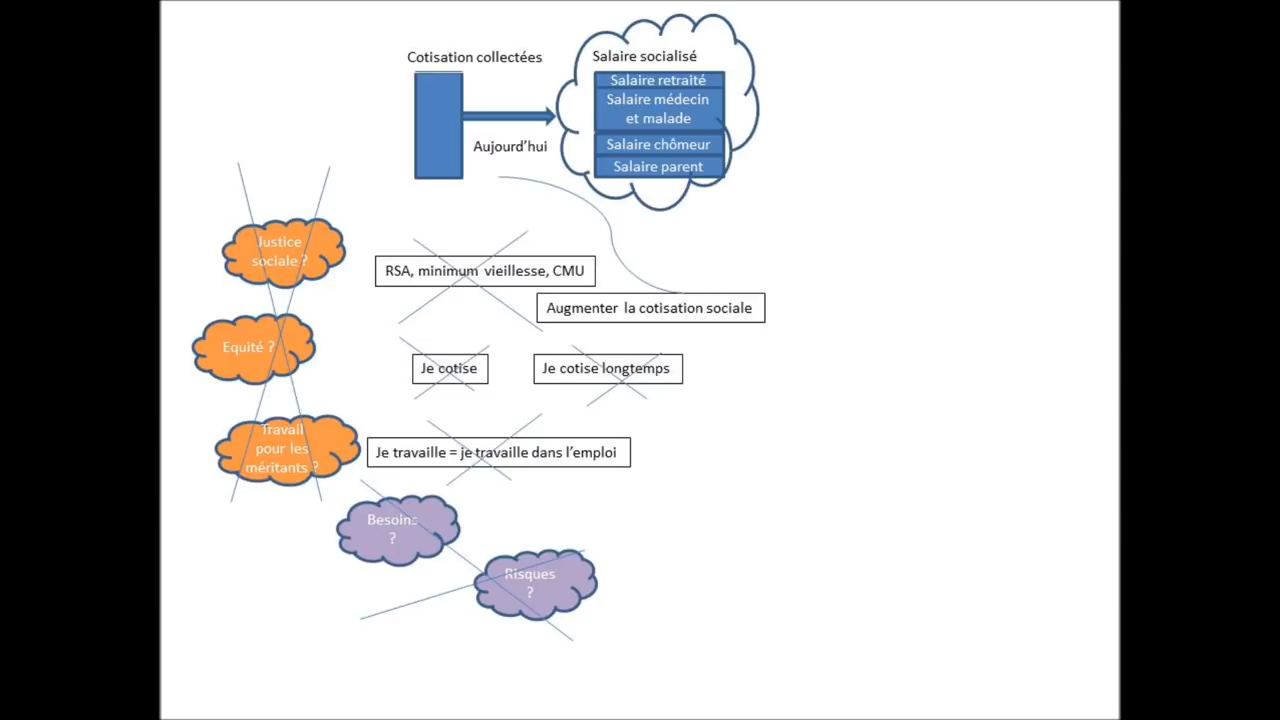 Cotisation collectées
Salaire socialisé
Salaire retraité
Salaire médecin
et malade
Aujourd’hui
Salaire chômeur
Salaire parent
Justice
sociale ?
RSA, minimum vieillesse, CMU
Augmenter la cotisation sociale
Equité ?
Je cotise
Je cotise longtemps
Travail
pour les
méritants ?
Je travaille = je travaille dans l’emploi
Besoins
?
Risques
?